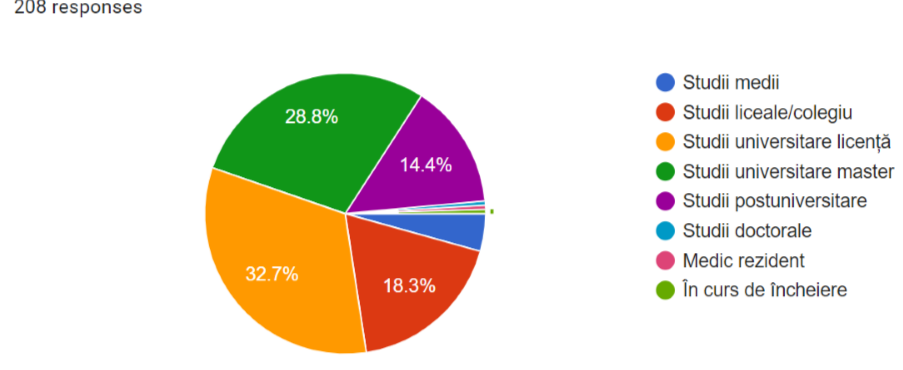 208 responses
28.8%
14.4%
32.7%
18.3%
Studii medii
Studii liceale/colegiu
Studii universitare licență
Studii universitare master
Studii postuniversitare
Studii doctorale
Medic rezident
În curs de încheiere